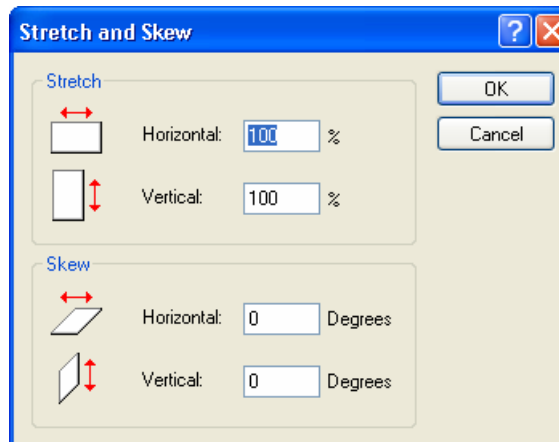 Stretch and Skew
Stretch
Horizontal: 100 %
Vertical: 100 %
Skew
Horizontal: 0 Degrees
Vertical: 0 Degrees
OK
Cancel